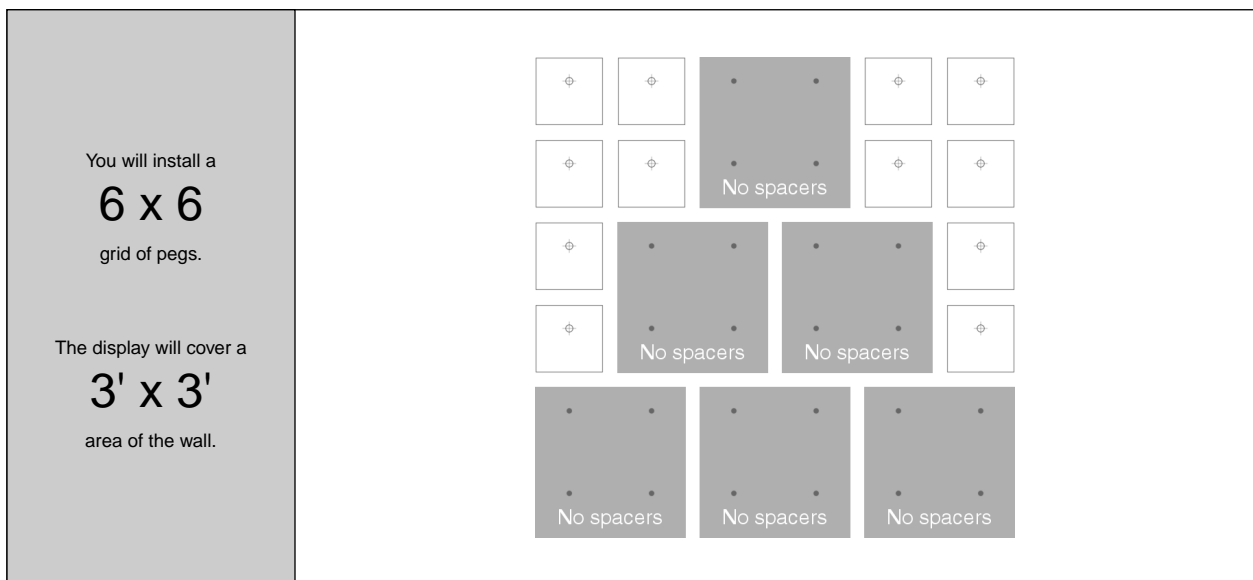 You will install a
6 x 6
grid of pegs.
The display will cover a
3' x 3'
area of the wall.
No spacers
No spacers
No spacers
No spacers
No spacers
No spacers